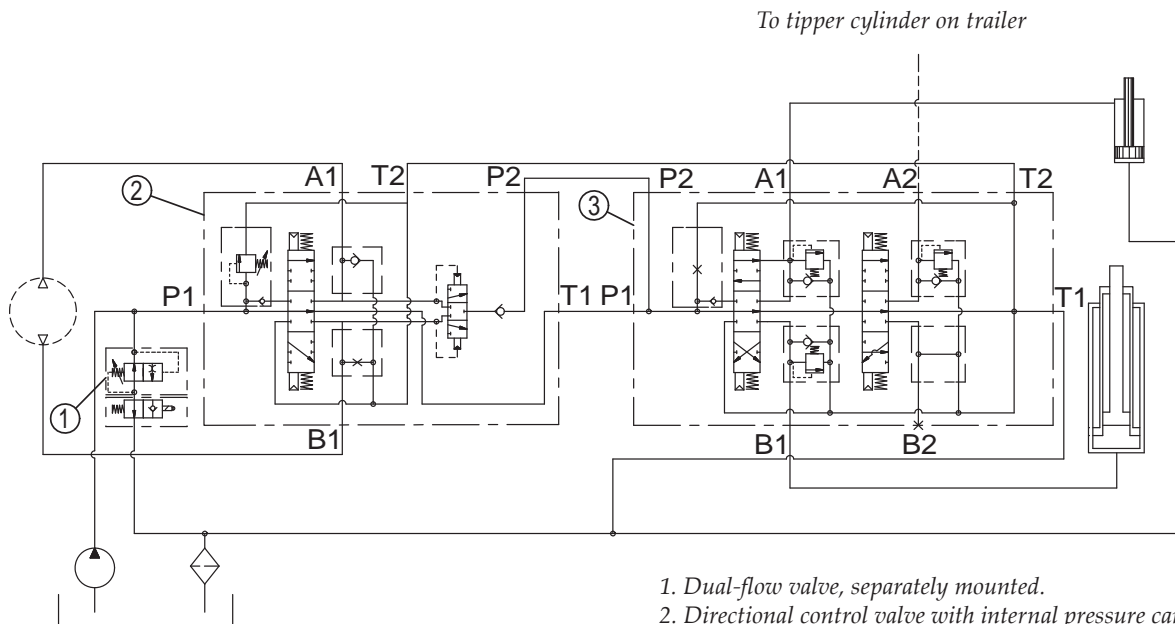 To tipper cylinder on trailer
A1 T2 P2 P2 A1 A2 T2
2
3
P1 T1 P1 T1
1
B1 B1 B2
1. Dual-flow valve, separately mounted.
2. Directional control valve with internal pressure car